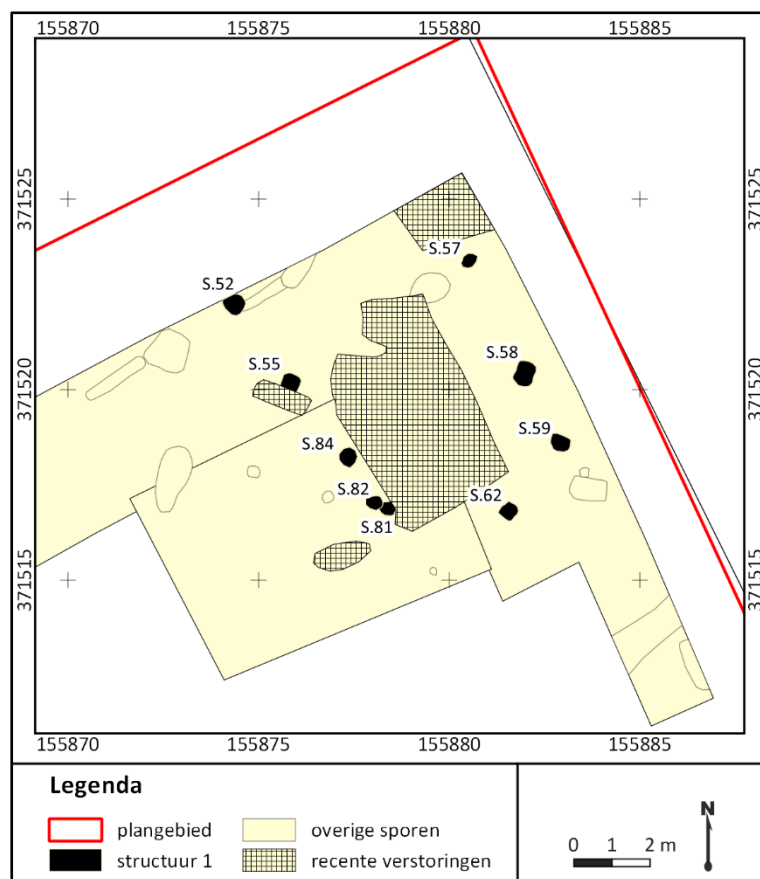 155870 155875 155880 155885
371525 371525
S.57
S.52
S.58
S.55
371520 371520
S.59
S.84
S.82
S.62
S.81
371515 371515
155870 155875 155880 155885
Legenda
plangebied overige sporen
structuur 1 recente verstoringen
N
0 1 2 m